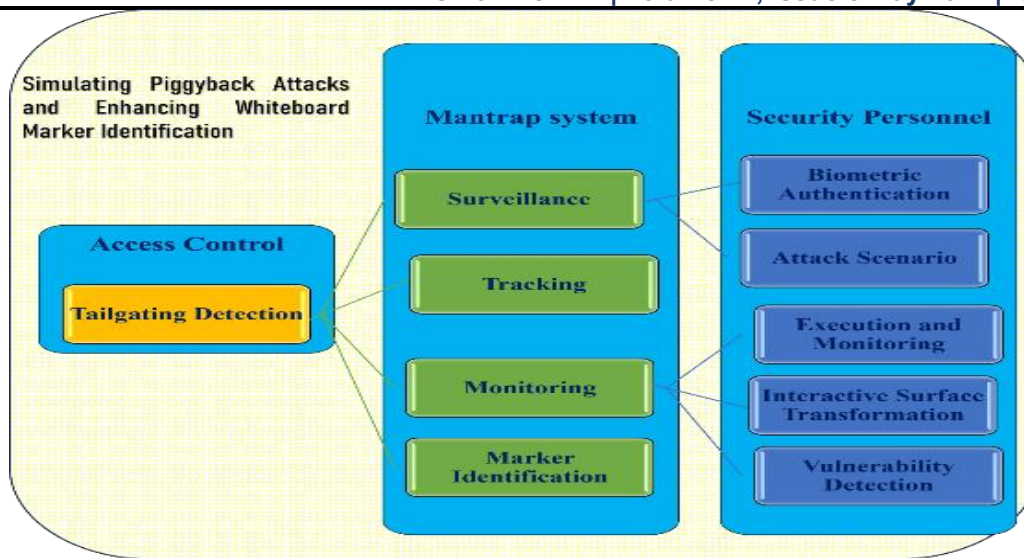 Simulating Piggyback Attacks
and Enhancing Whiteboard
Marker Identification
Access Control
Tailgating Detection
Mantrap system
Surveillance
Tracking
Monitoring
Marker
Identification
Security Personnel
Biometric
Authentication
Attack Scenario
Execution and
Monitoring
Interactive Surface
Transformation
Vulnerability
Detection